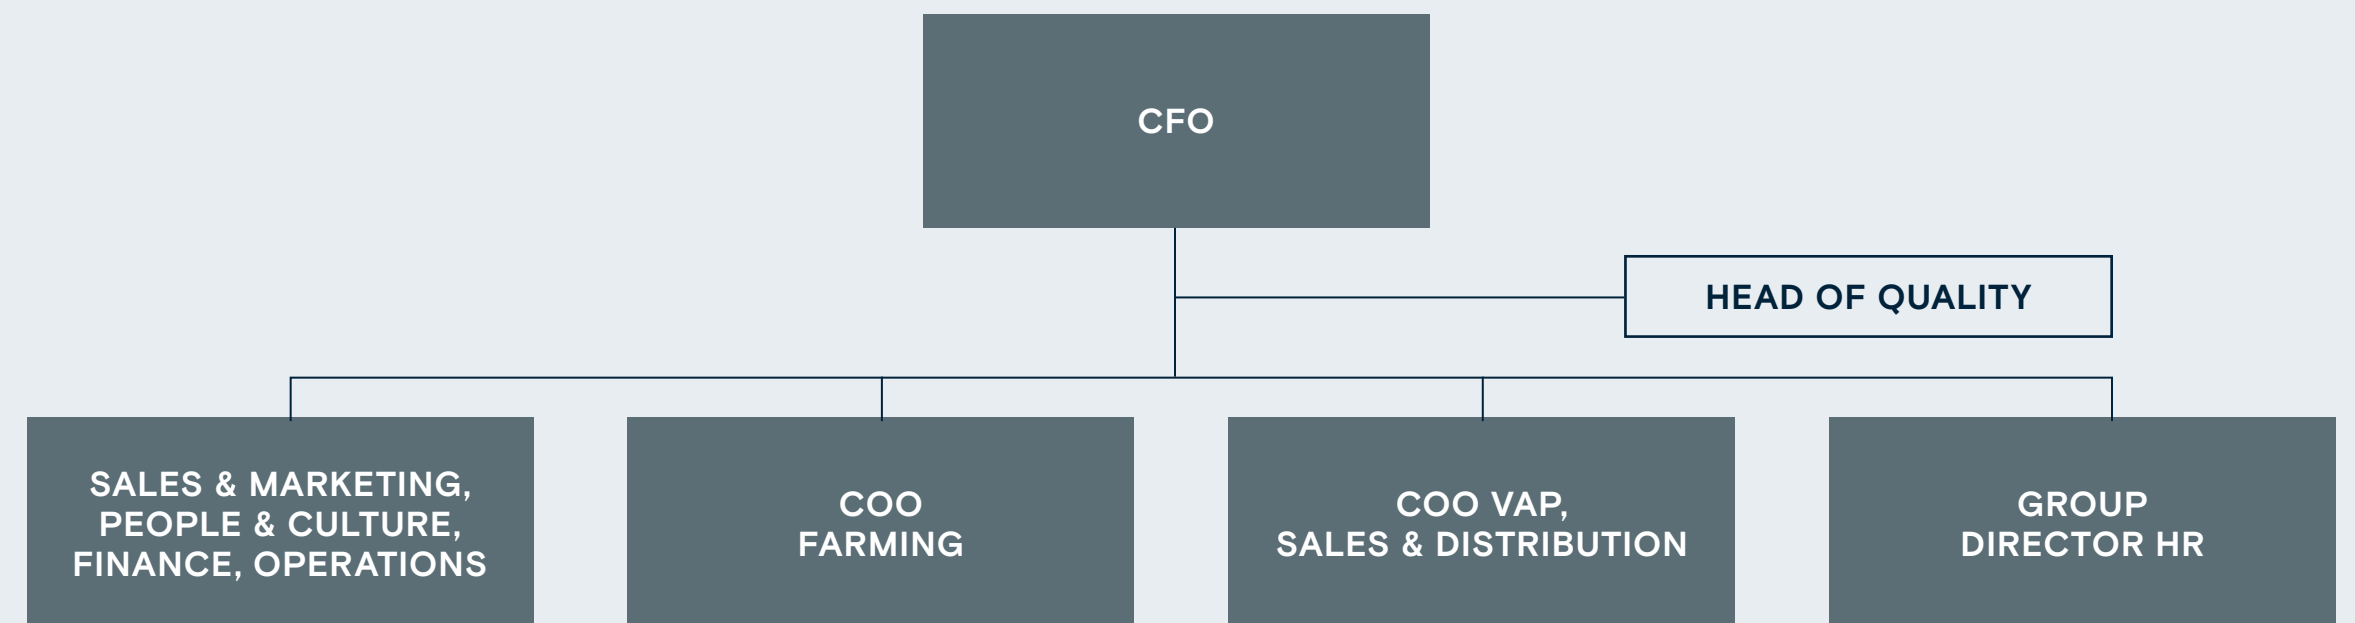 CFO
HEAD OF QUALITY
SALES & MARKETING,
PEOPLE & CULTURE,
FINANCE, OPERATIONS
COO
FARMING
COO VAP,
SALES & DISTRIBUTION
GROUP
DIRECTOR HR